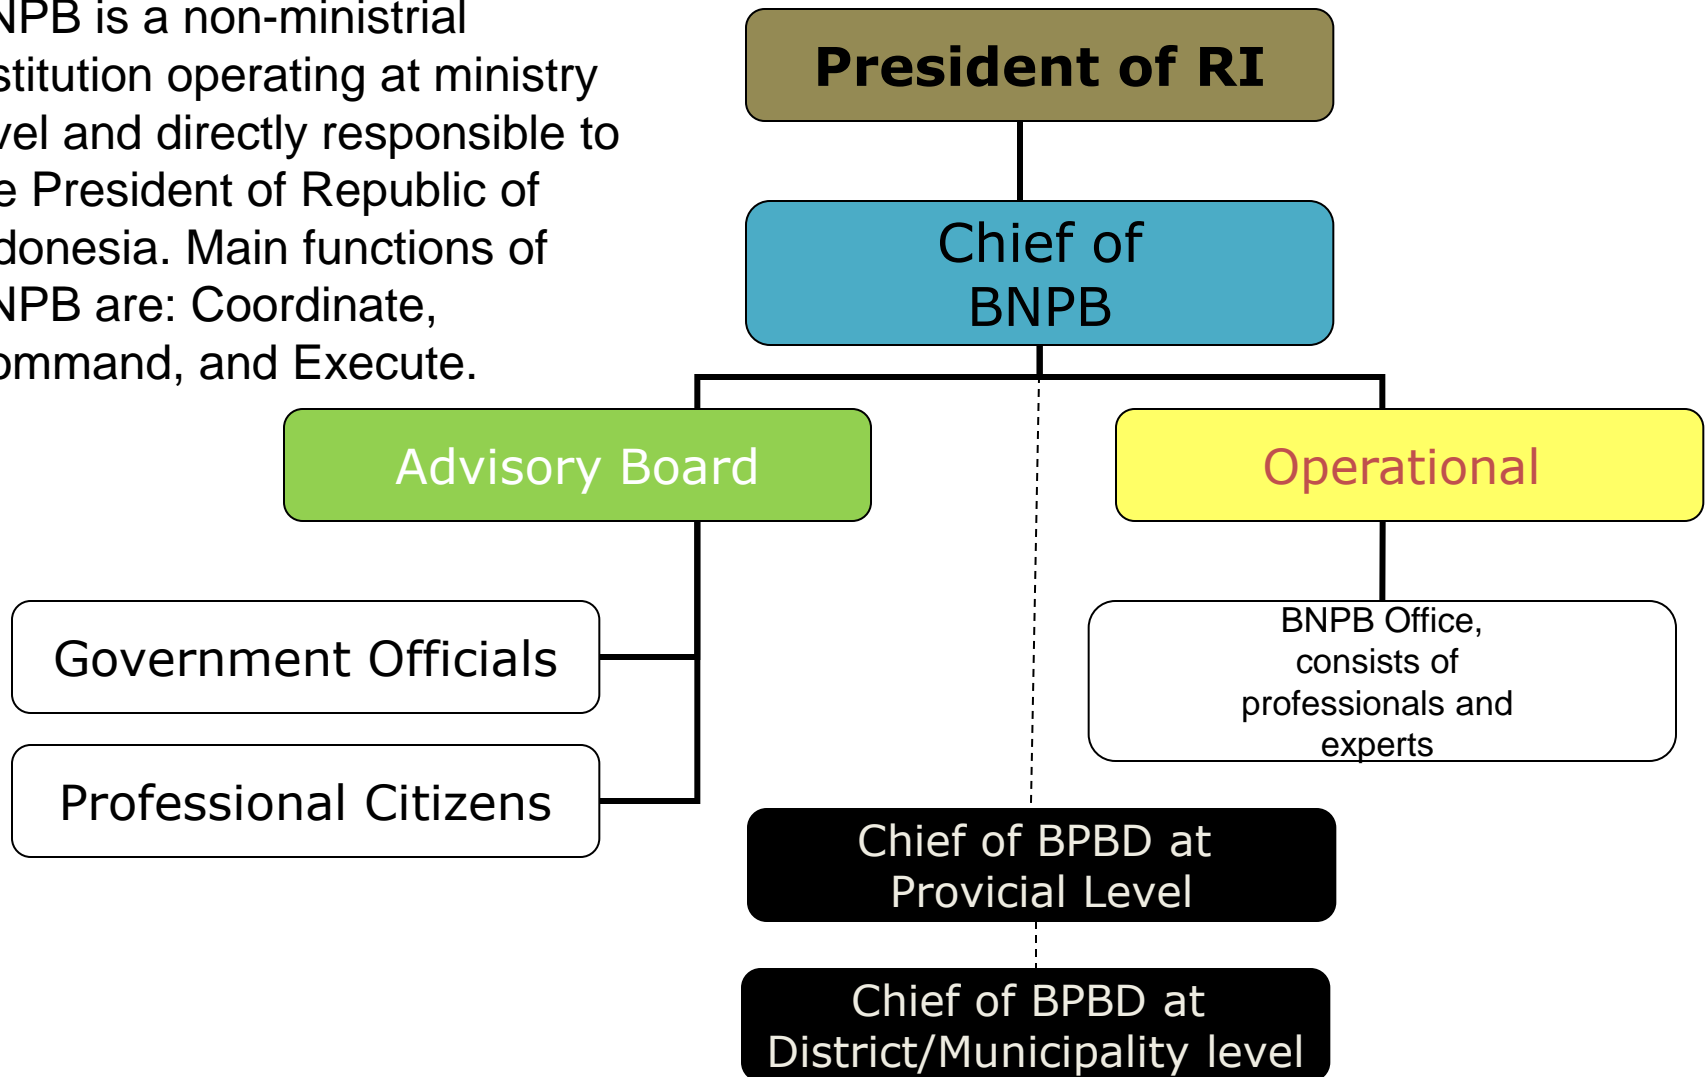 NPB is a non-ministrial
stitution operating at ministry
vel and directly responsible to
e President of Republic of
donesia. Main functions of
NPB are: Coordinate,
ommand, and Execute.
President of RI
Chief of
BNPB
Advisory Board
Operational
Government Officials
Professional Citizens
BNPB Office,
consists of
professionals and
experts
Chief of BPBD at
Provicial Level
Chief of BPBD at
District/Municipality level